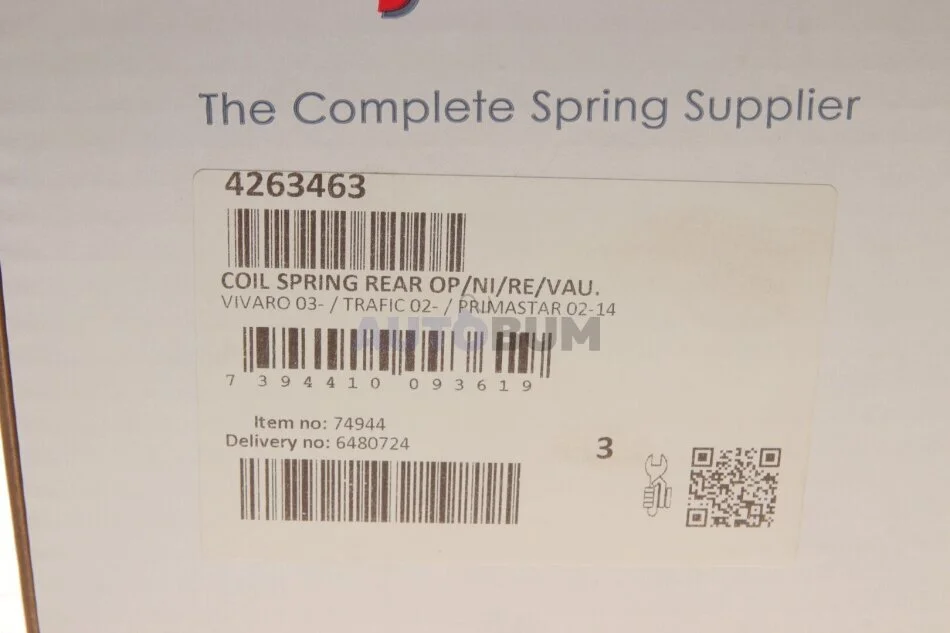 The Complete Spring Supplier
4263463
COIL SPRING REAR OP/NI/RE/VAU.
VIVARO 03- / TRAFIC 02- / PRIMASTAR 02-14
AUTOBUM
7 394410 093619
Item no: 74944
Delivery no: 6480724
3